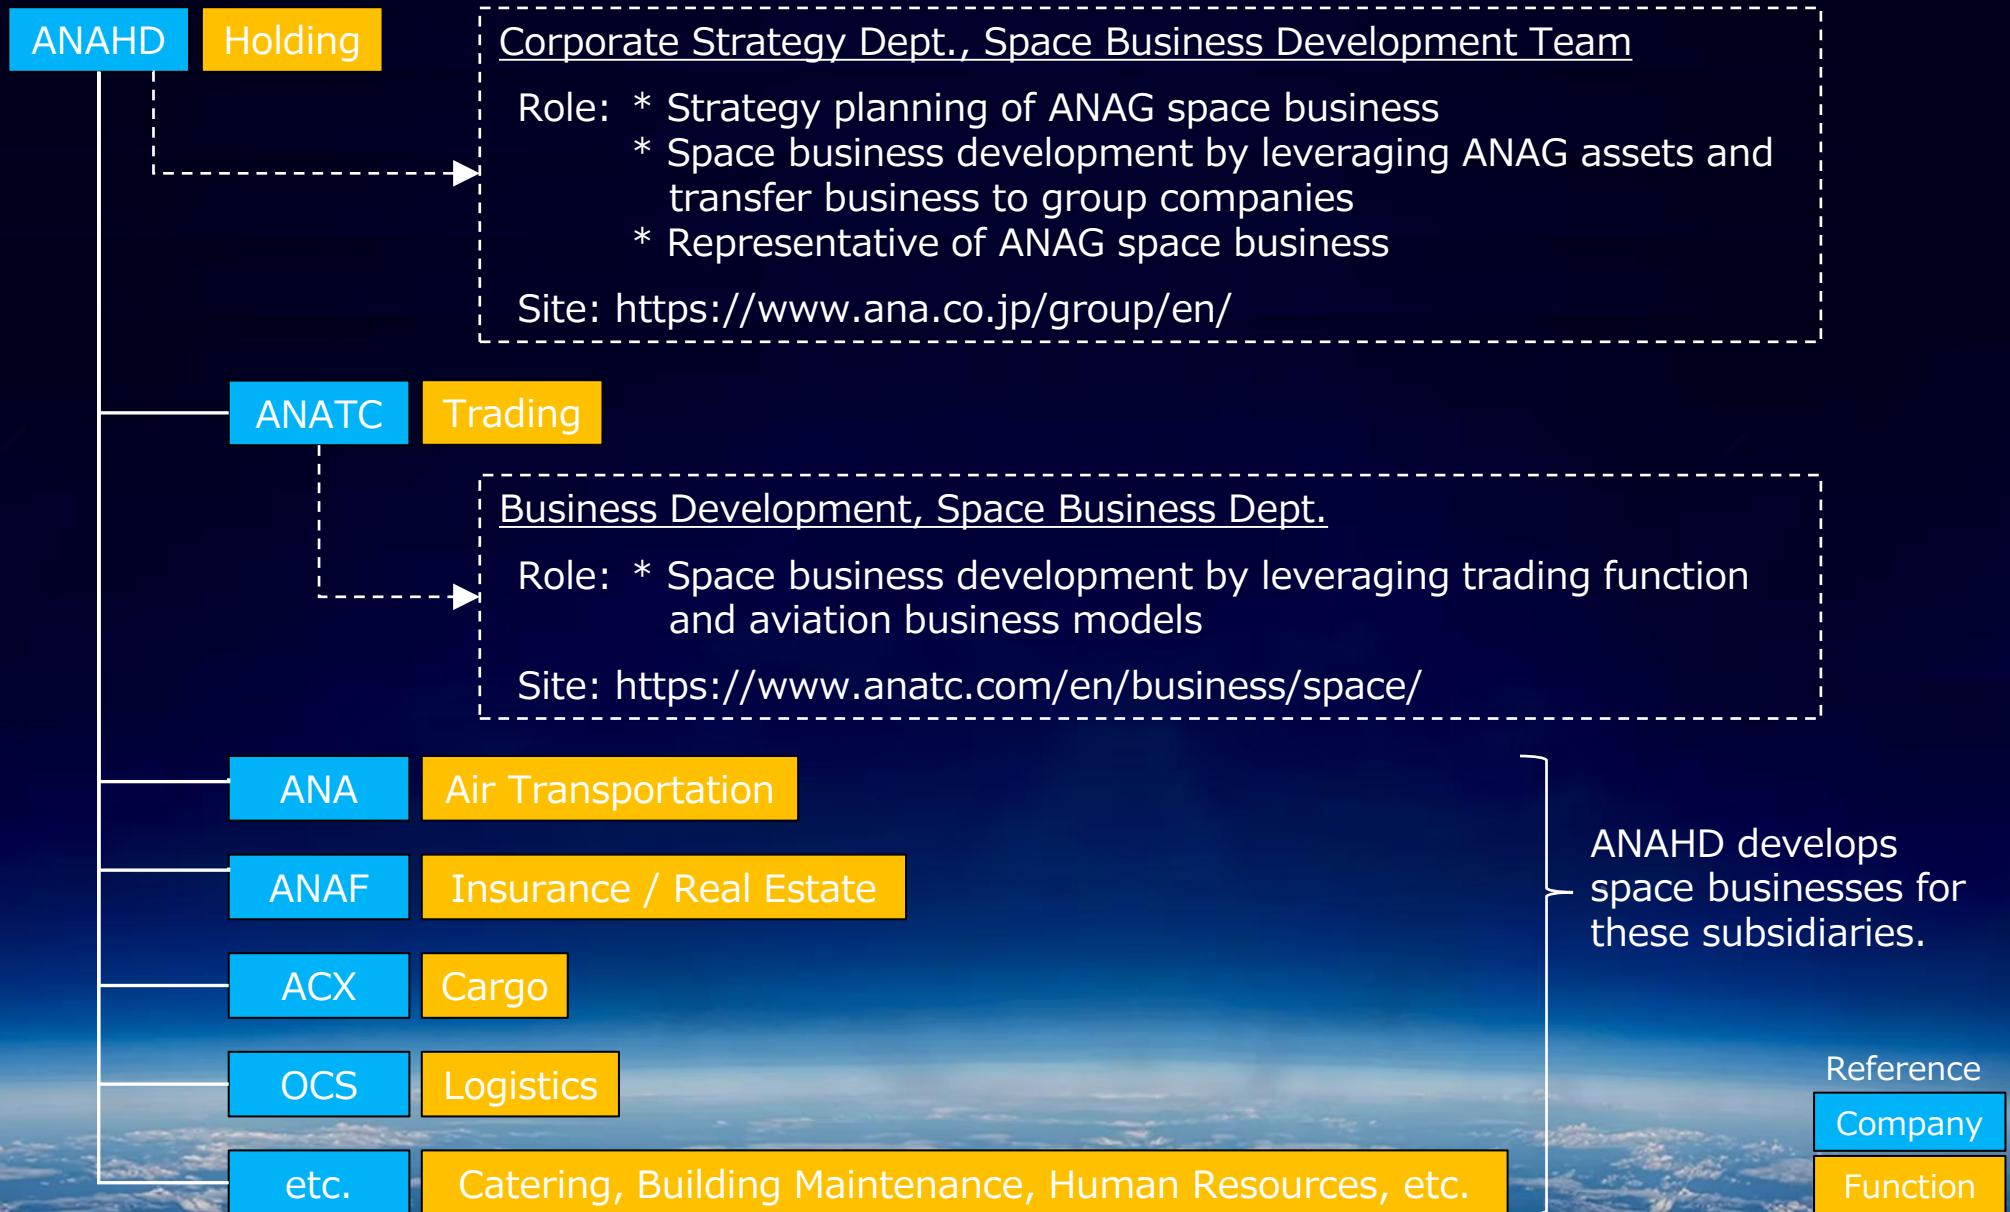 ANAHD Holding
Corporate Strategy Dept., Space Business Development Team
Role: * Strategy planning of ANAG space business
* Space business development by leveraging ANAG assets and
transfer business to group companies
* Representative of ANAG space business
Site: https://www.ana.co.jp/group/en/
ANATC Trading
Business Development, Space Business Dept.
Role: * Space business development by leveraging trading function
and aviation business models
Site: https://www.anatc.com/en/business/space/
ANA Air Transportation
ANAF Insurance / Real Estate
ACX Cargo
OCS Logistics
etc. Catering, Building Maintenance, Human Resources, etc.
ANAHD develops
space businesses for
these subsidiaries.
Reference
Company
Function